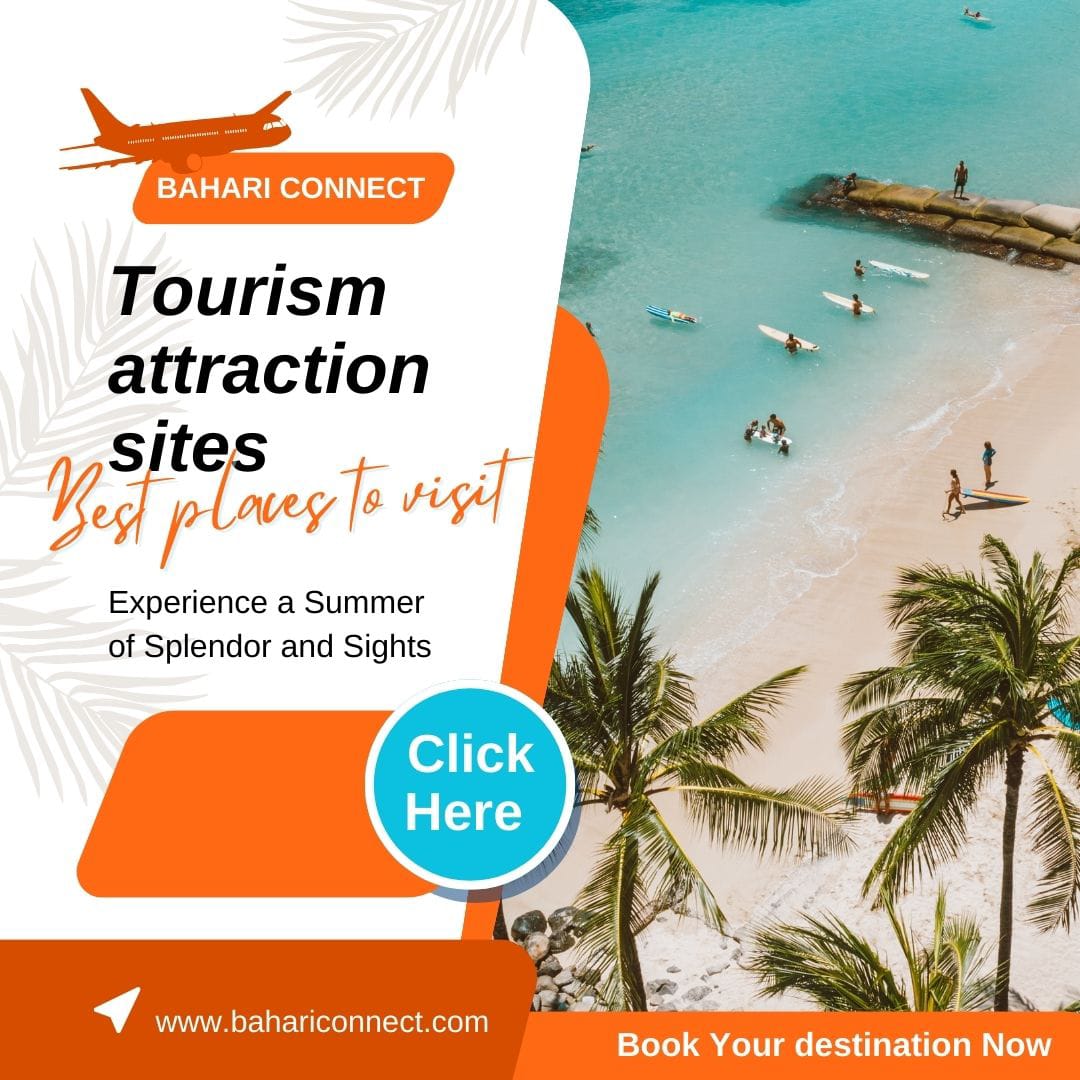 BAHARI CONNECT
Tourism
attraction
sites
Best places to visit
Experience a Summer
of Splendor and Sights
Click
Here
www.bahariconnect.com
Book Your destination Now